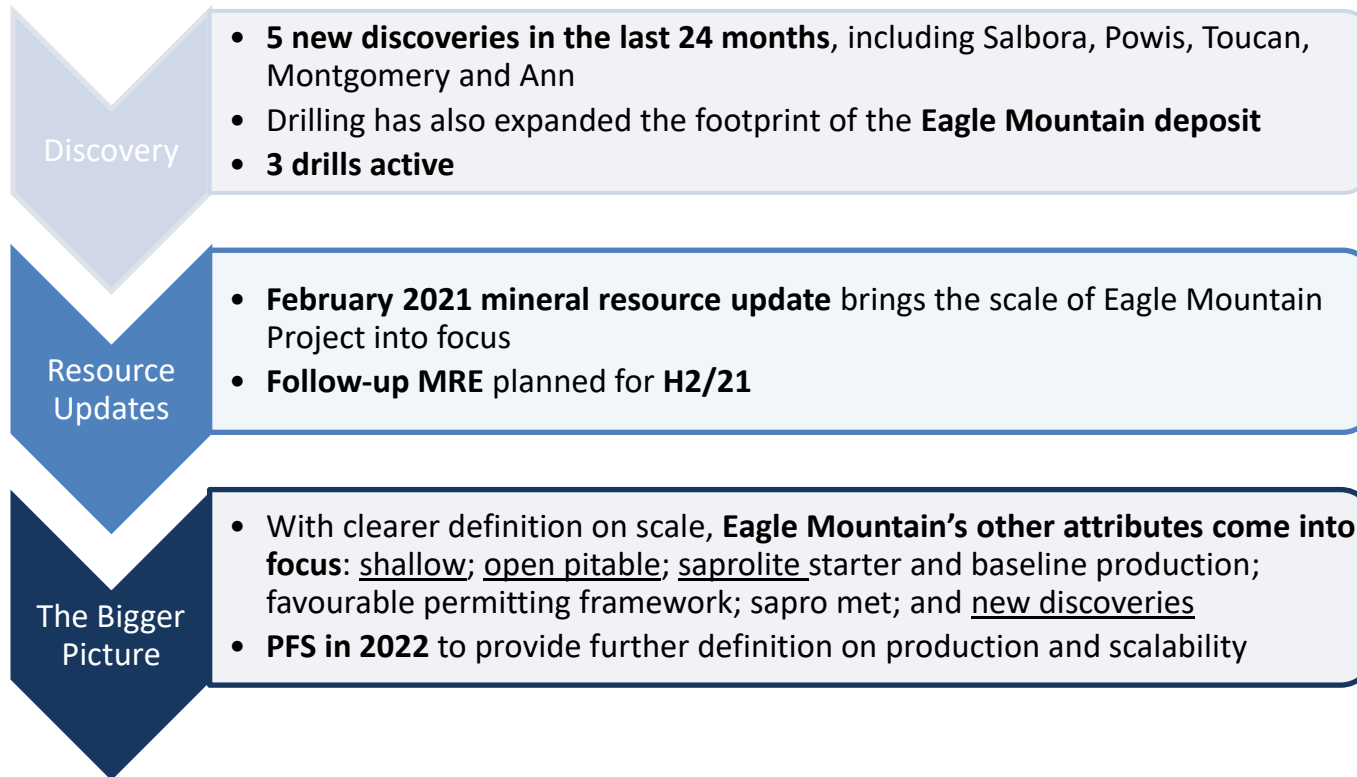 Discovery
• 5 new discoveries in the last 24 months, including Salbora, Powis, Toucan,
Montgomery and Ann
• Drilling has also expanded the footprint of the Eagle Mountain deposit
• 3 drills active
Resource
Updates
• February 2021 mineral resource update brings the scale of Eagle Mountain
Project into focus
• Follow-up MRE planned for H2/21
The Bigger
Picture
• With clearer definition on scale, Eagle Mountain’s other attributes come into
focus: shallow; open pitable; saprolite starter and baseline production;
favourable permitting framework; sapro met; and new discoveries
• PFS in 2022 to provide further definition on production and scalability